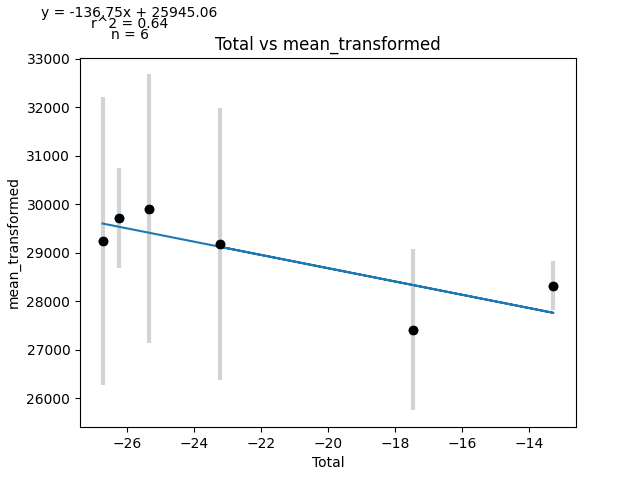 y = -136.75x + 25945.06
r^2 = 0.64
n = 6
Total vs mean_transformed
33000
32000
31000
30000
29000
28000
27000
26000
mean_transformed
−26
−24
−22
−20
−18
−16
−14
Total